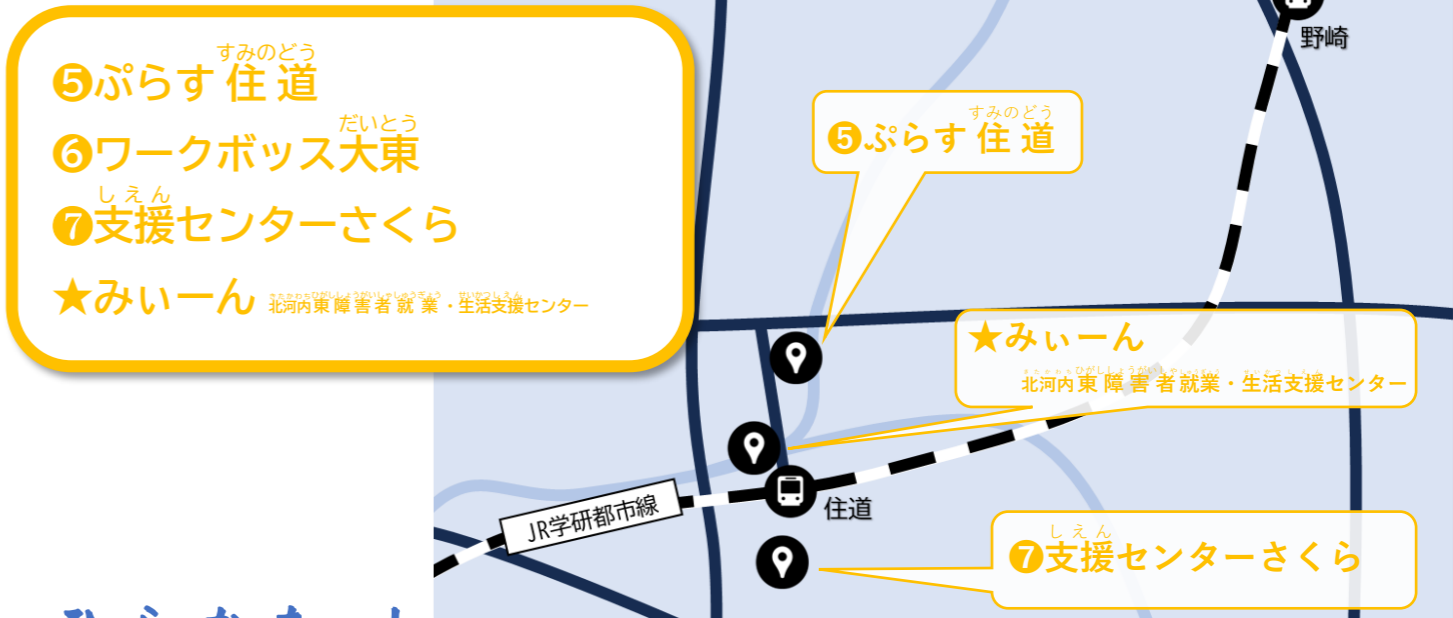 ❺ぷらす住道
すみのどう
❻ワークボッス大東
だいとう
❼支援センターさくら
しえん
★みぃーん 北河内東障害者就業・生活支援センター
野崎
❺ぷらす住道
すみのどう
★みぃーん
北河内東障害者就業・生活支援センター
JR学研都市線
住道
❼支援センターさくら
しえん